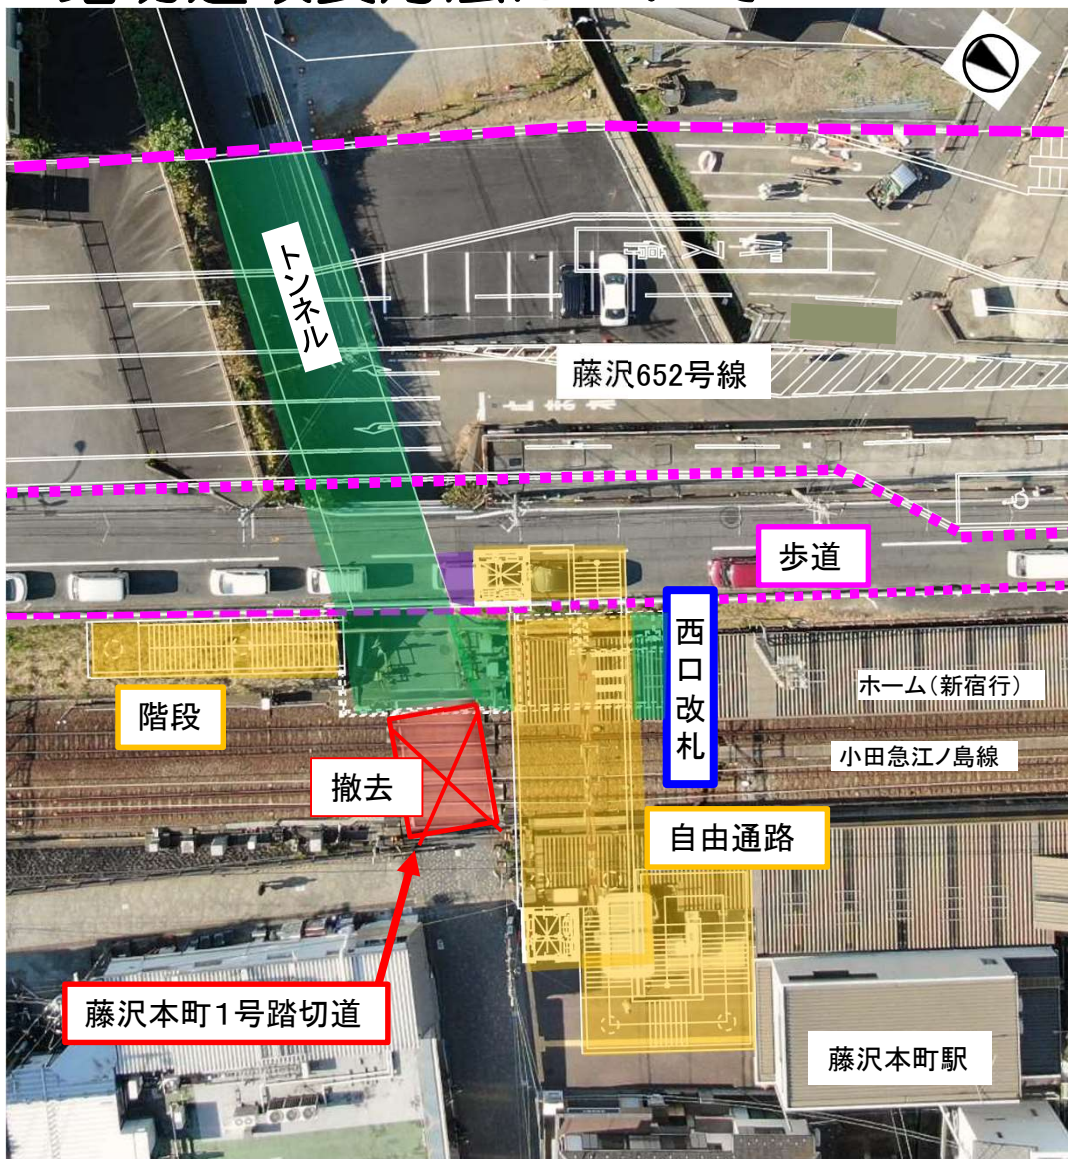 トンネル
藤沢652号線
歩道
西口改札
ホーム(新宿行)
階段
小田急江ノ島線
撤去
自由通路
藤沢本町1号踏切道
藤沢本町駅